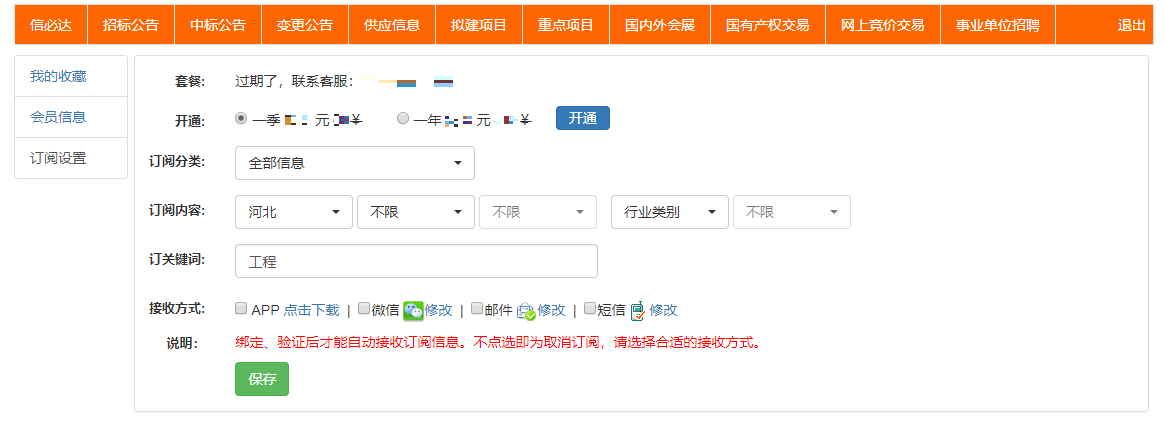 信必达 招标公告 中标公告 变更公告 供应信息 拟建项目 重点项目 国内外会展 国有产权交易 网上竞价交易 事业单位招聘 退出
我的收藏
会员信息
订阅设置
套餐: 过期了，联系客服:
开通: 一季 元 ¥ 一年 元 ¥ 开通
订阅分类: 全部信息
订阅内容: 河北 不限 不限 行业类别 不限
订关键词: 工程
接收方式: APP 点击下载 | 微信 修改 | 邮件 修改 | 短信 修改
说明: 绑定、验证后才能自动接收订阅信息。不点选即为取消订阅，请选择合适的接收方式。
保存